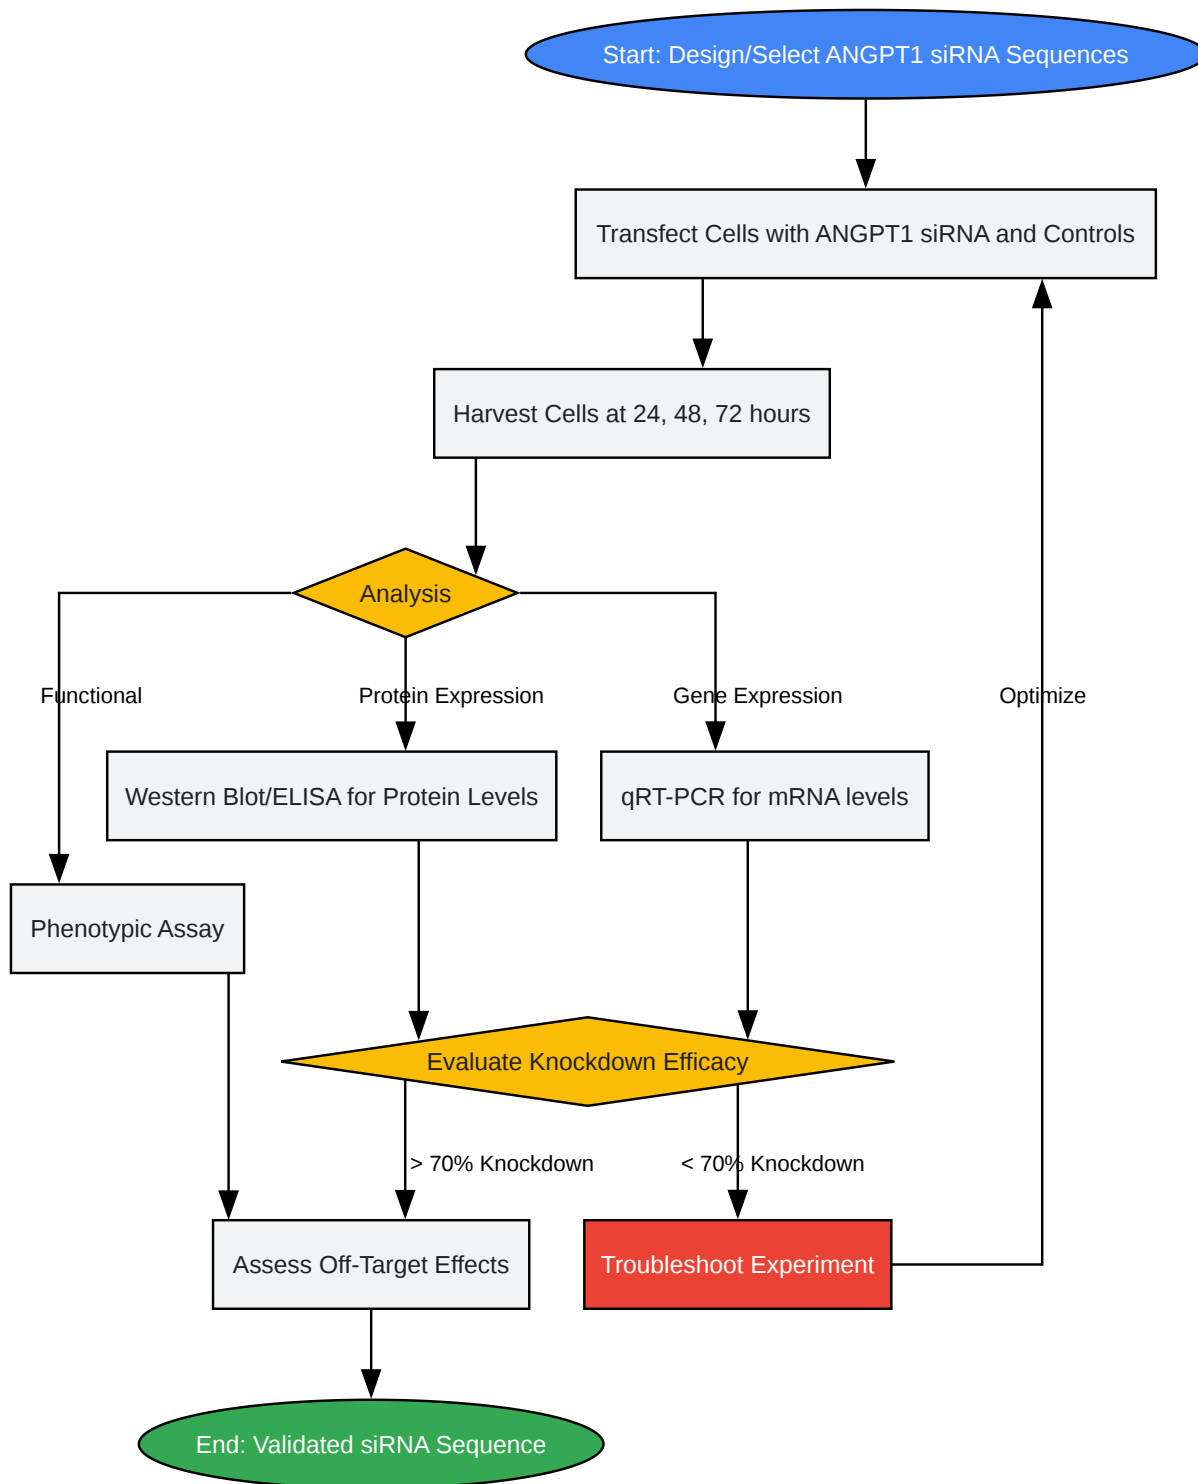 Start: Design/Select ANGPT1 siRNA Sequences
Transfect Cells with ANGPT1 siRNA and Controls
Harvest Cells at 24, 48, 72 hours
Analysis
Functional
Protein Expression
Gene Expression
Optimize
Western Blot/ELISA for Protein Levels
qRT-PCR for mRNA levels
Phenotypic Assay
Evaluate Knockdown Efficacy
> 70% Knockdown
< 70% Knockdown
Assess Off-Target Effects
Troubleshoot Experiment
End: Validated siRNA Sequence